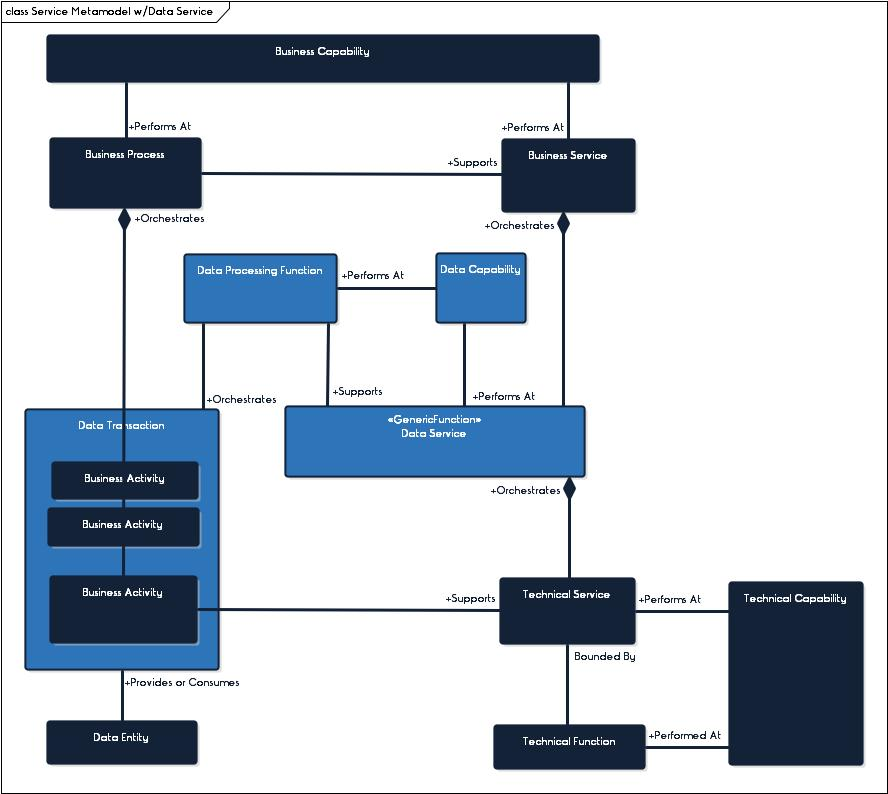 class Service Metamodel w/Data Service
Business Capability
+Performs At
+Performs At
Business Process
+Supports
Business Service
+Orchestrates
+Orchestrates
Data Processing Function
+Performs At
Data Capability
+Orchestrates
+Supports
+Performs At
Data Transaction
«GenericFunction»
Data Service
Business Activity
+Orchestrates
Business Activity
Business Activity
+Supports
Technical Service
+Performs At
Technical Capability
Bounded By
+Provides or Consumes
Data Entity
Technical Function
+Performed At